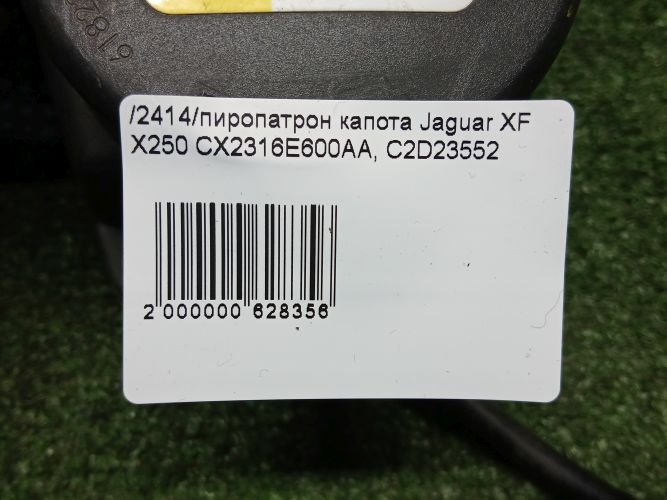 /2414/пиропатрон капота Jaguar XF
X250 CX2316E600AA, C2D23552
2 000000 628356